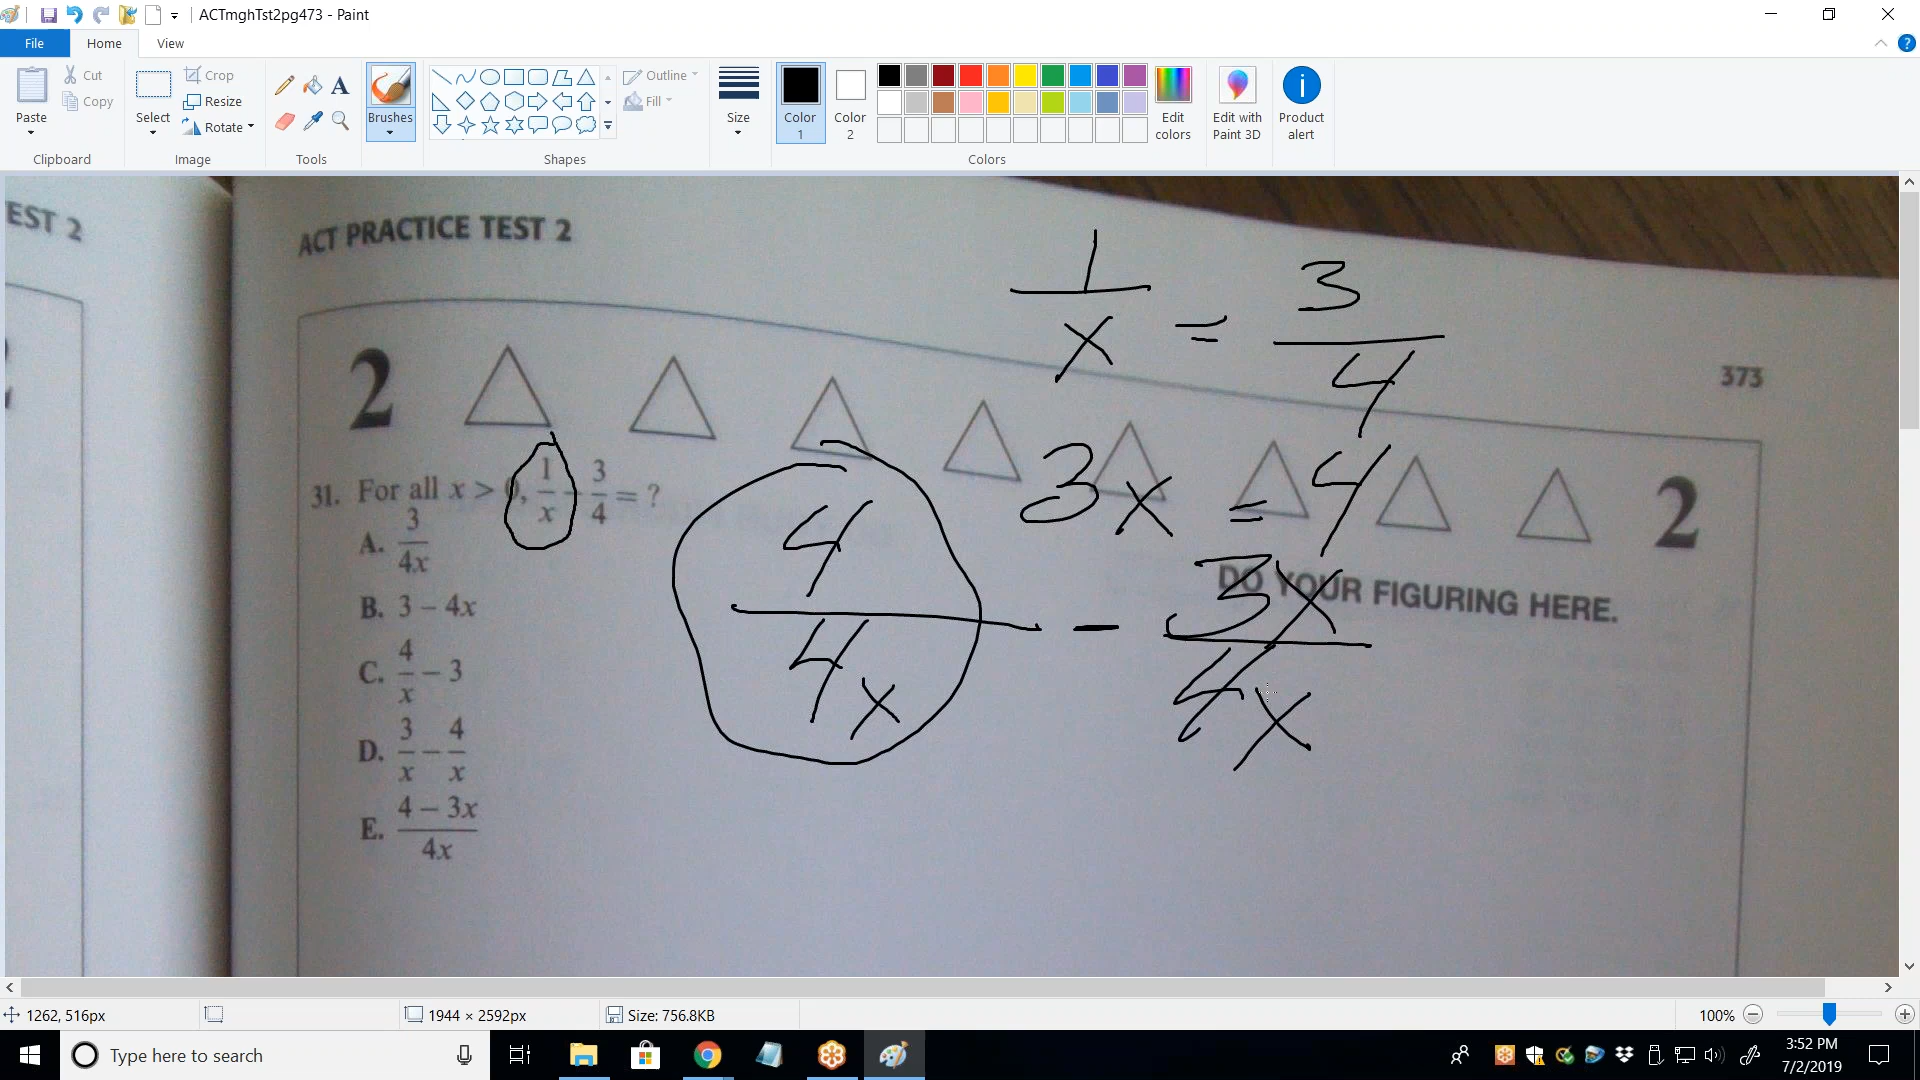 ACTmghTst2pg473 - Paint
File Home View
Paste
Cut
Copy
Clipboard
Select
Crop
Resize
Rotate
Image
A
Tools
Brushes
Outline
Fill
Shapes
Size
Color 1
Color 2
Edit colors
Colors
Edit with Paint 3D
Product alert
EST 2
ACT PRACTICE TEST 2
373
2
2
1/x = 3/4
3x = 4
31. For all x > 0, 1/x - 3/4 = ?
A. 3/4x
B. 3 – 4x
C. 4/x – 3
D. 3/x – 4/x
E. 4 – 3x/4x
4/4x - 3x/4x
DO YOUR FIGURING HERE.
1262, 516px
1944 × 2592px
Size: 756.8KB
100%
Type here to search
3:52 PM
7/2/2019